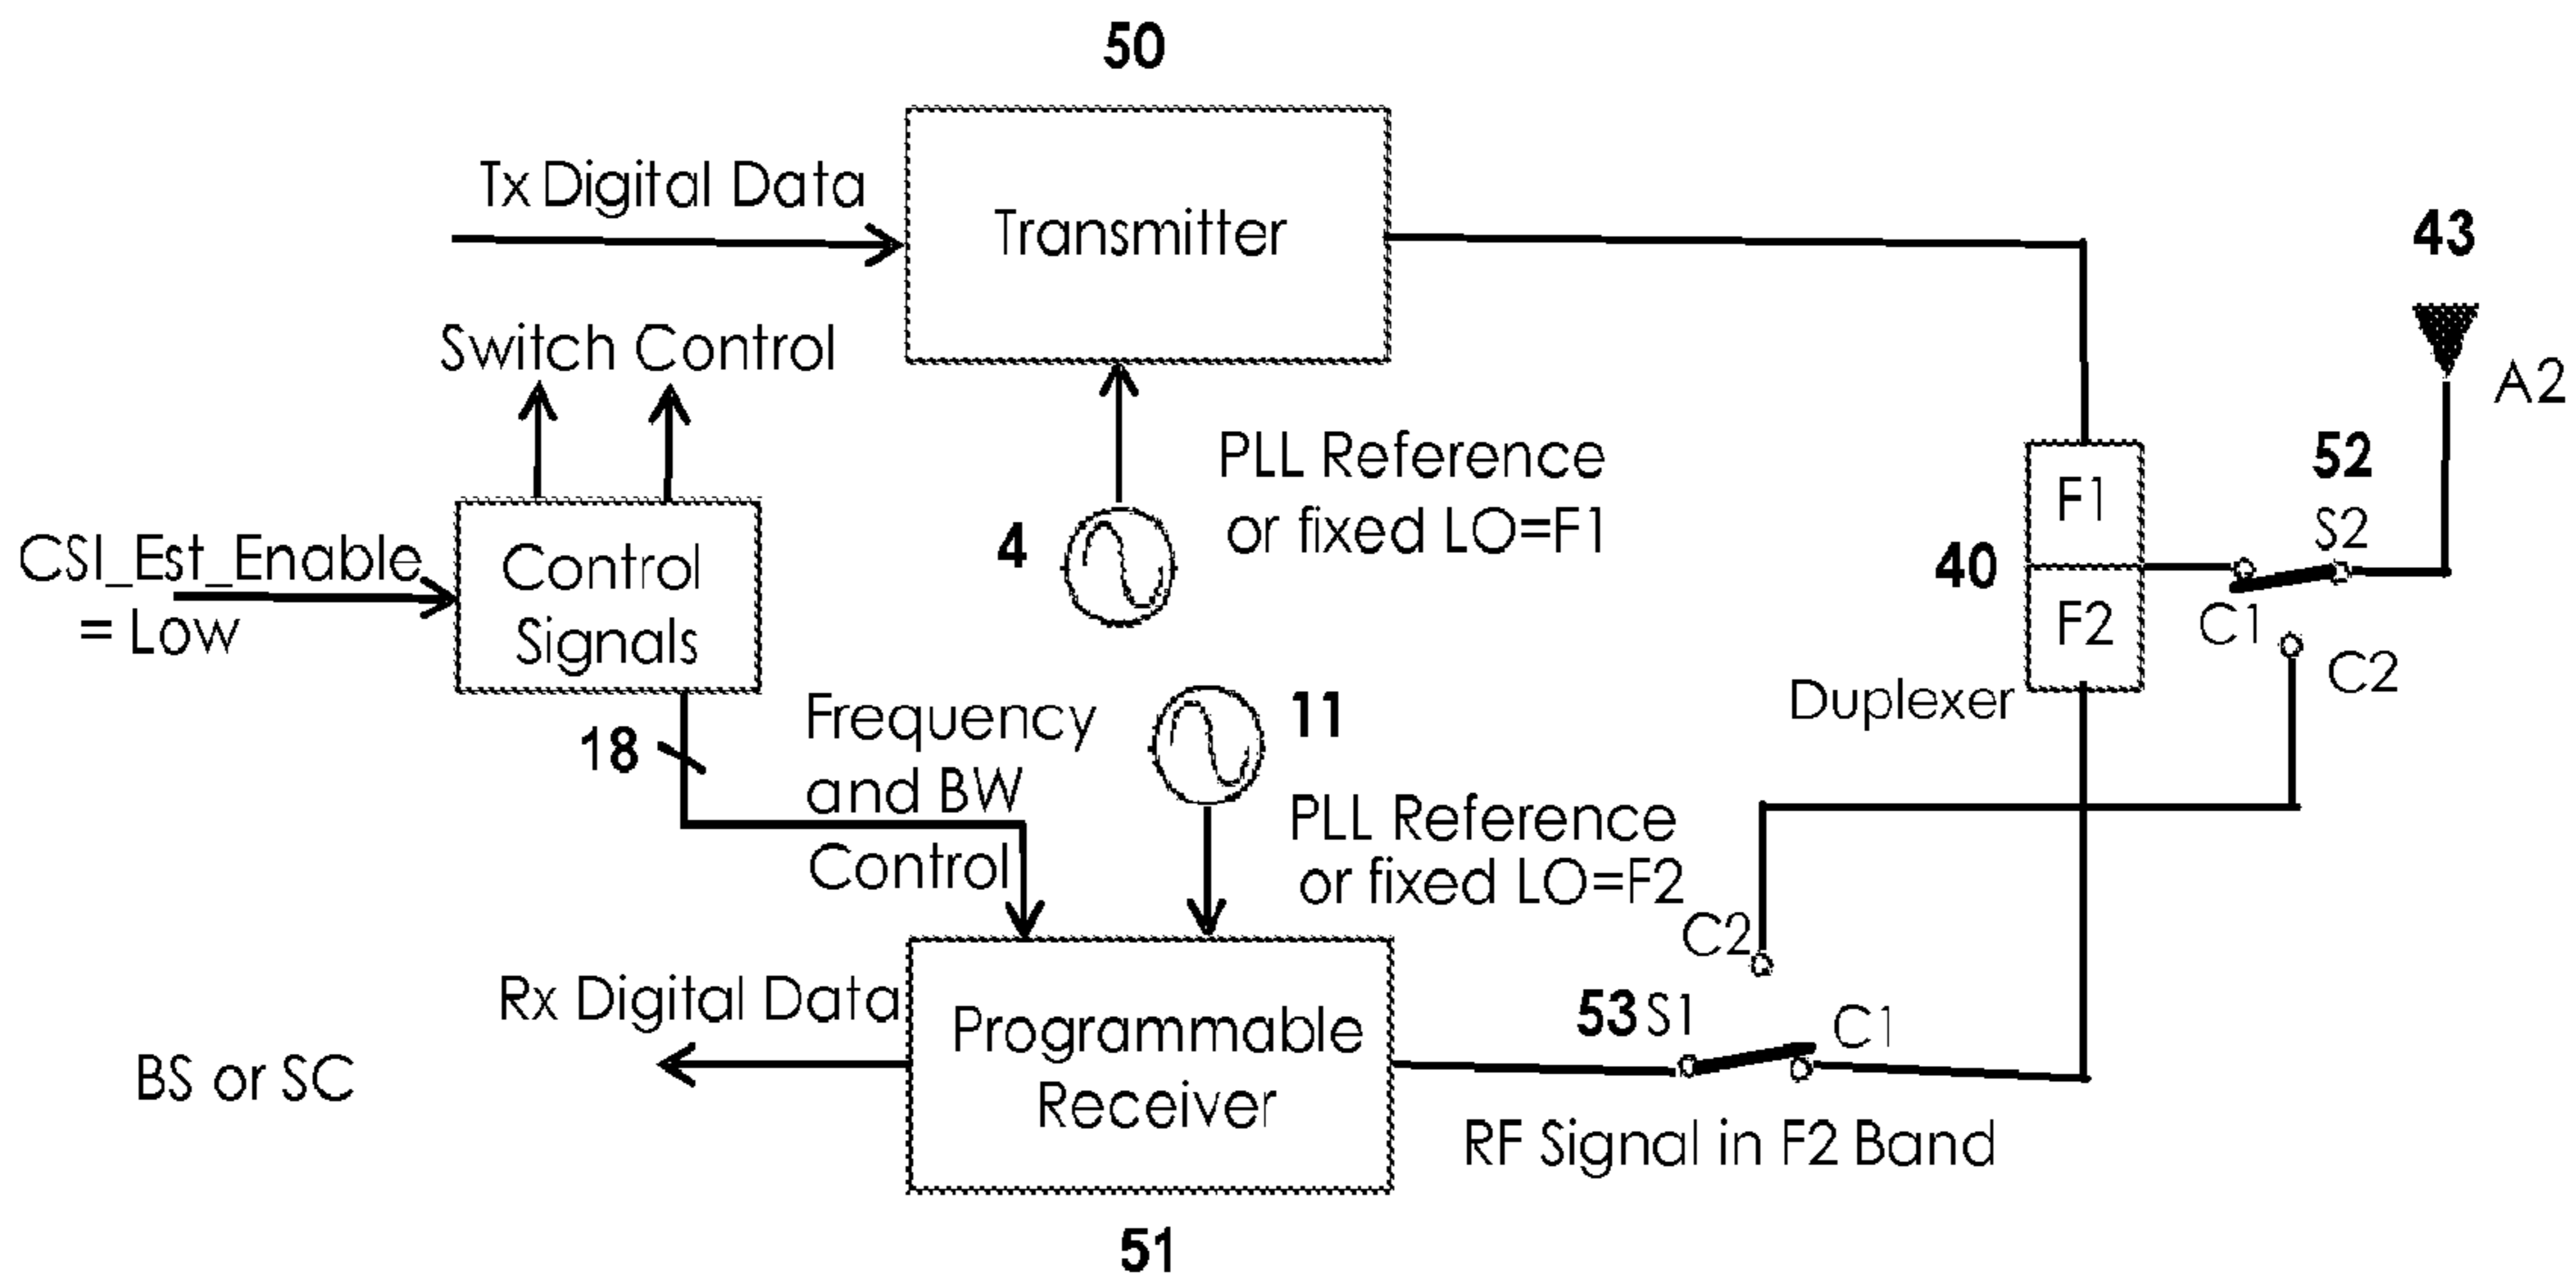 50
Tx Digital Data
Transmitter
43
Switch Control
A2
PLL Reference
or fixed LO=F1
4
52
S2
F1
F2
40
C1
C2
Duplexer
CSI_Est_Enable
= Low
Control
Signals
18
Frequency
and BW
Control
11
PLL Reference
or fixed LO=F2
C2
53 S1
C1
Rx Digital Data
Programmable
Receiver
BS or SC
RF Signal in F2 Band
51